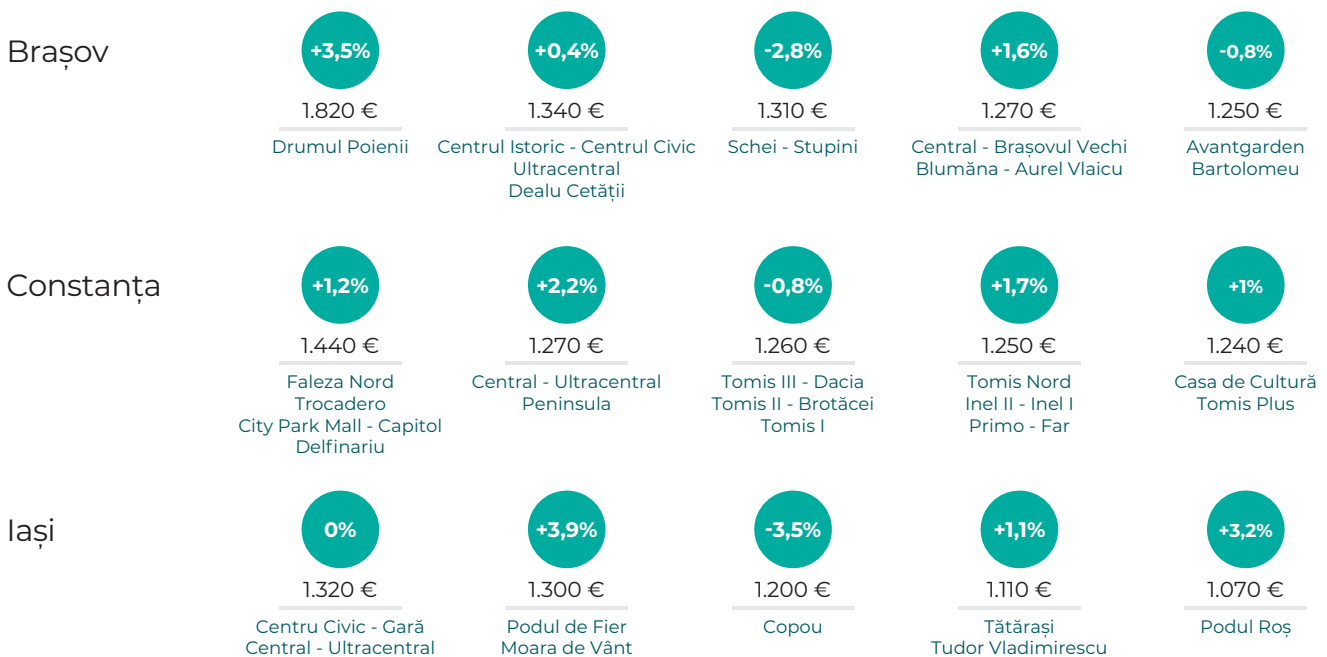 Brașov
+3,5%
1.820 €
Drumul Poienii
+0,4%
1.340 €
Centrul Istoric - Centrul Civic
Ultracentral
Dealu Cetății
-2,8%
1.310 €
Schei - Stupini
+1,6%
1.270 €
Central - Brașovul Vechi
Blumăna - Aurel Vlaicu
-0,8%
1.250 €
Avantgarden
Bartolomeu
Constanța
+1,2%
1.440 €
Faleza Nord
Trocadero
City Park Mall - Capitol
Delfinariu
+2,2%
1.270 €
Central - Ultracentral
Peninsula
-0,8%
1.260 €
Tomis III - Dacia
Tomis II - Brotăcei
Tomis I
+1,7%
1.250 €
Tomis Nord
Inel II - Inel I
Primo - Far
+1%
1.240 €
Casa de Cultură
Tomis Plus
Iași
0%
1.320 €
Centru Civic - Gară
Central - Ultracentral
+3,9%
1.300 €
Podul de Fier
Moara de Vânt
-3,5%
1.200 €
Copou
+1,1%
1.110 €
Tătărași
Tudor Vladimirescu
+3,2%
1.070 €
Podul Roș